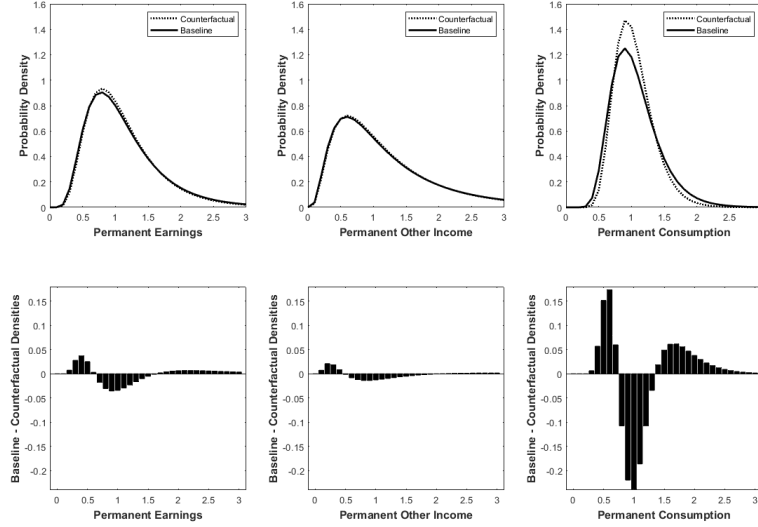 1.6
1.4
1.2
1
0.8
0.6
0.4
0.2
0
Probability Density
Counterfactual
Baseline
0 0.5 1 1.5 2 2.5 3
Permanent Earnings
1.6
1.4
1.2
1
0.8
0.6
0.4
0.2
0
Probability Density
Counterfactual
Baseline
0 0.5 1 1.5 2 2.5 3
Permanent Other Income
1.6
1.4
1.2
1
0.8
0.6
0.4
0.2
0
Probability Density
Counterfactual
Baseline
0 0.5 1 1.5 2 2.5
Permanent Consumption
0.15
0.1
0.05
0
-0.05
-0.1
-0.15
-0.2
Baseline - Counterfactual Densities
0 0.5 1 1.5 2 2.5 3
Permanent Earnings
0.15
0.1
0.05
0
-0.05
-0.1
-0.15
-0.2
Baseline - Counterfactual Densities
0 0.5 1 1.5 2 2.5 3
Permanent Other Income
0.15
0.1
0.05
0
-0.05
-0.1
-0.15
-0.2
Baseline - Counterfactual Densities
0 0.5 1 1.5 2 2.5 3
Permanent Consumption